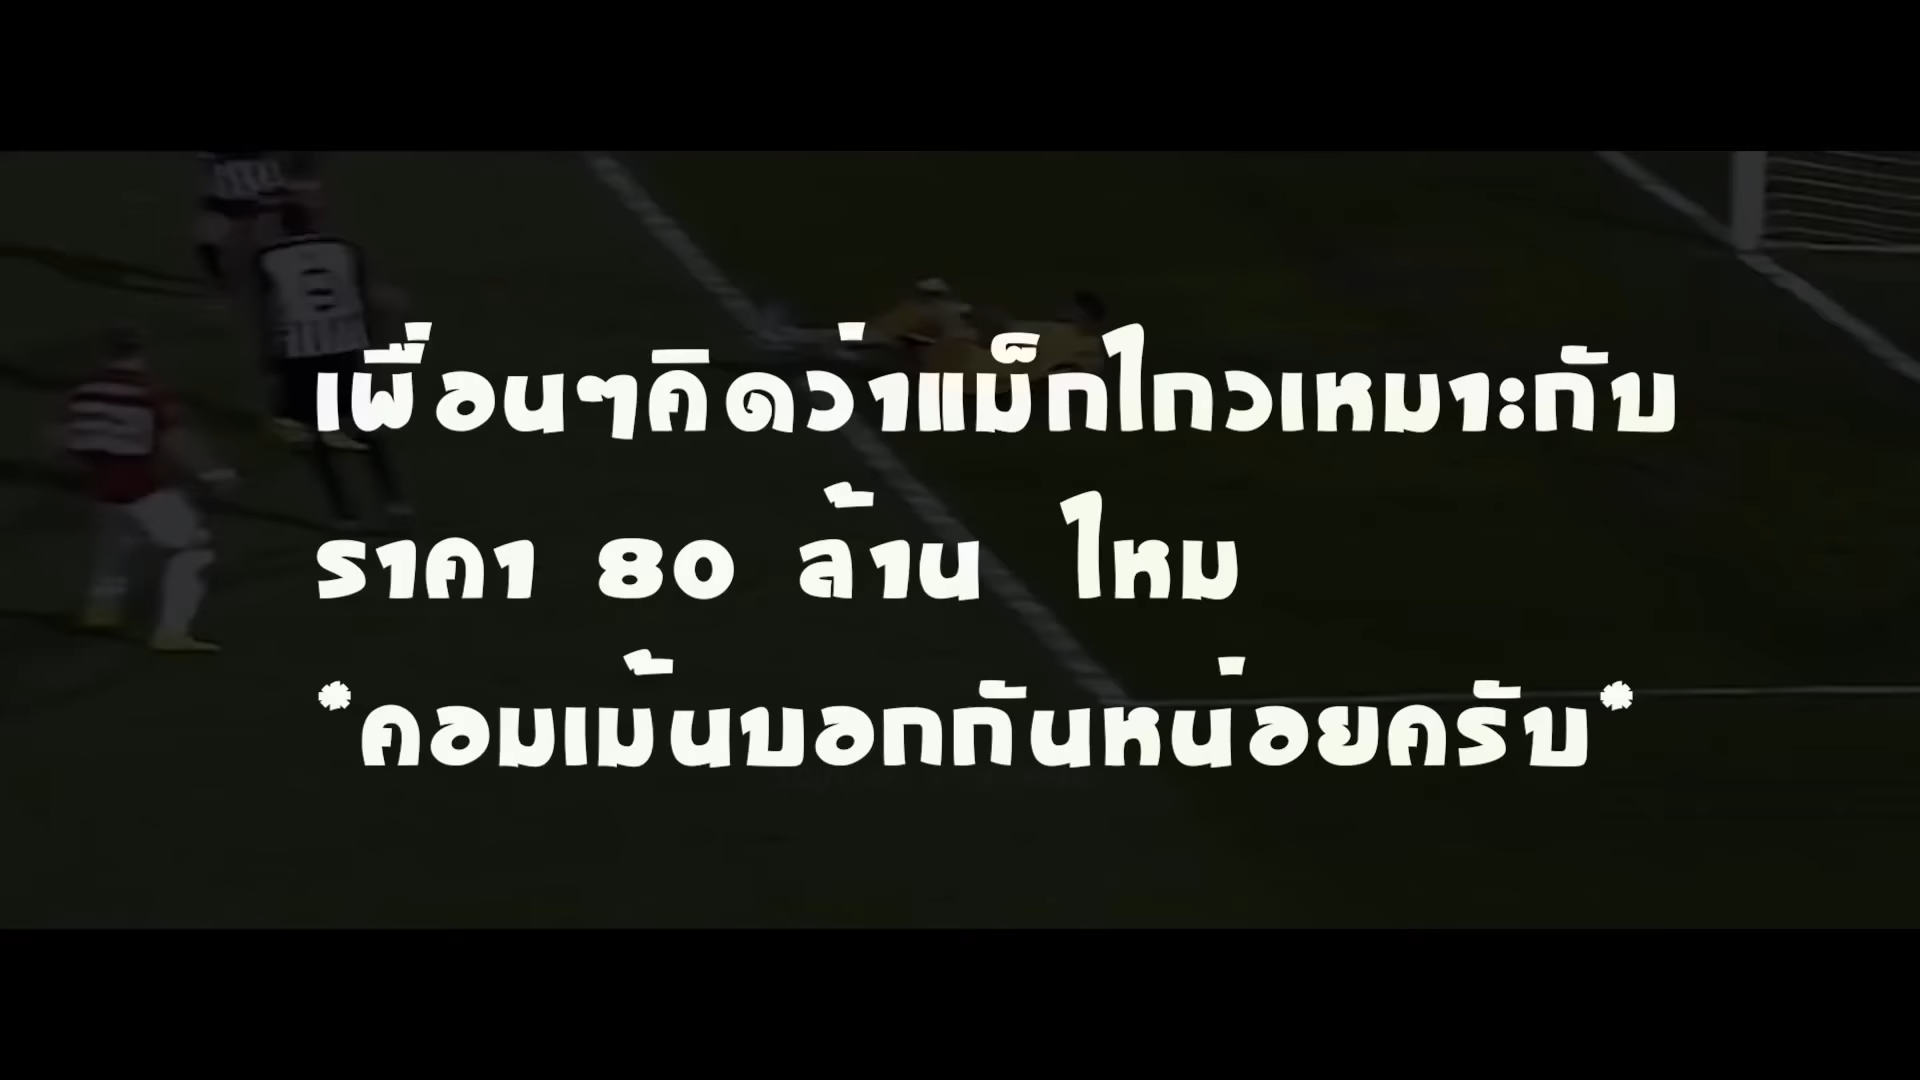 เพื่อนๆคิดว่าแม็กไกวเหมาะกับ
ราคา 80 ล้าน ไหม
*คอมเม้นบอกกันหน่อยครับ*